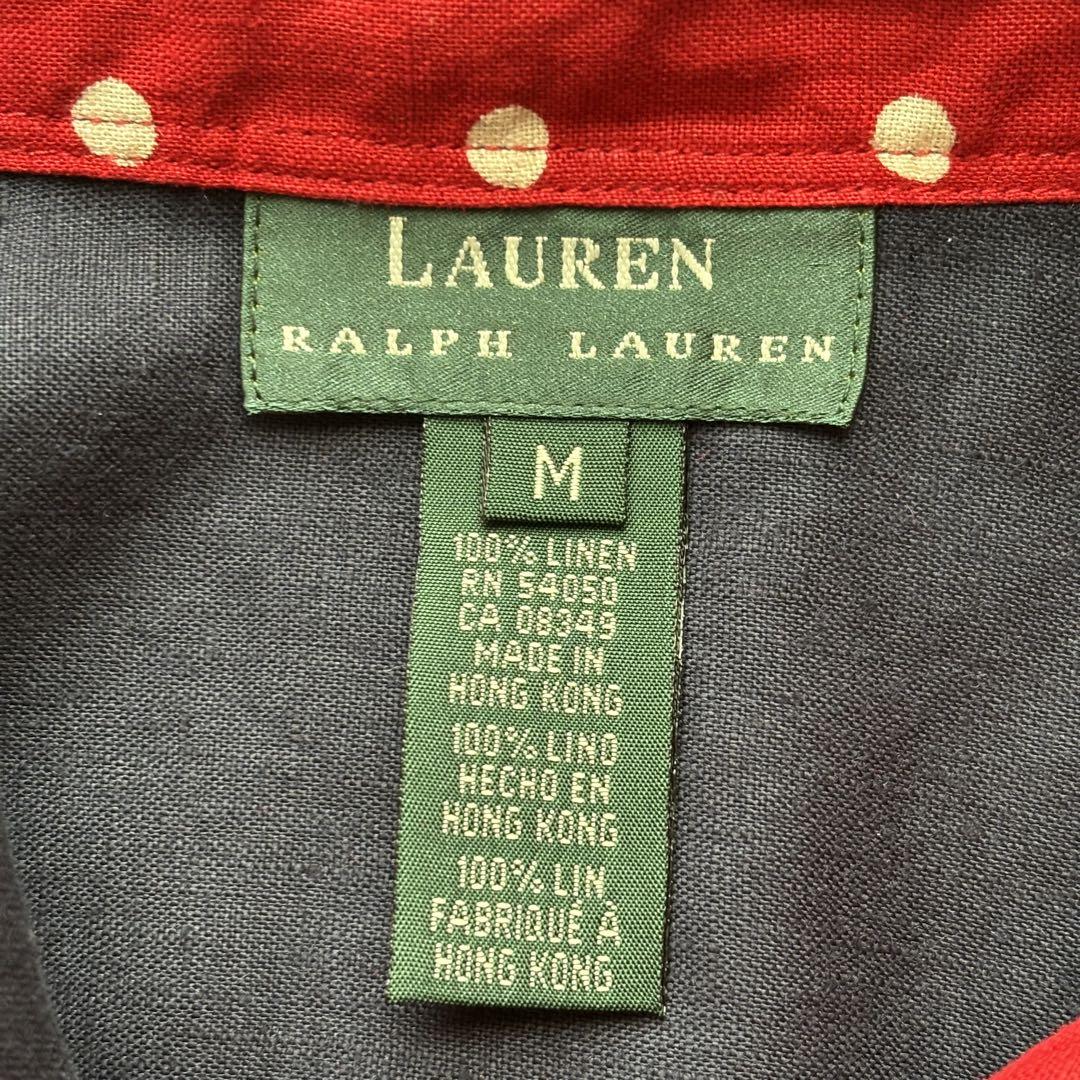 LAUREN
RALPH LAUREN
M
100% LINEN
RN 54050
CA 08349
MADE IN
HONG KONG
100% LINO
HECHO EN
HONG KONG
100% LIN
FABRIQUÉ À
HONG KONG